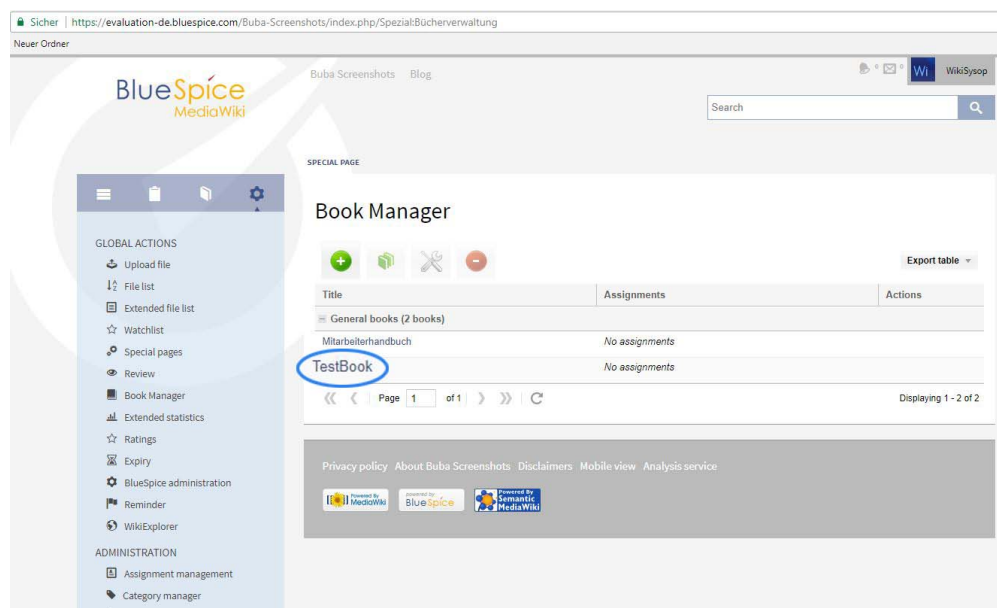 Sicher | https://evaluation-de.bluespice.com/Buba-Screenshots/index.php/Spezial:Bücherverwaltung
Neuer Ordner
BlueSpice
MediaWiki
Buba Screenshots Blog
0 0 Wi WikiSysop
Search
SPECIAL PAGE
GLOBAL ACTIONS
Upload file
File list
Extended file list
Watchlist
Special pages
Review
Book Manager
Extended statistics
Ratings
Expiry
BlueSpice administration
Reminder
WikiExplorer
ADMINISTRATION
Assignment management
Category manager
Book Manager
Export table
Title Assignments Actions
General books (2 books)
Mitarbeiterhandbuch No assignments
TestBook No assignments
Page 1 of 1 Displaying 1 - 2 of 2
Privacy policy About Buba Screenshots Disclaimers Mobile view Analysis service
Powered By MediaWiki
powered by BlueSpice
Powered By Semantic MediaWiki